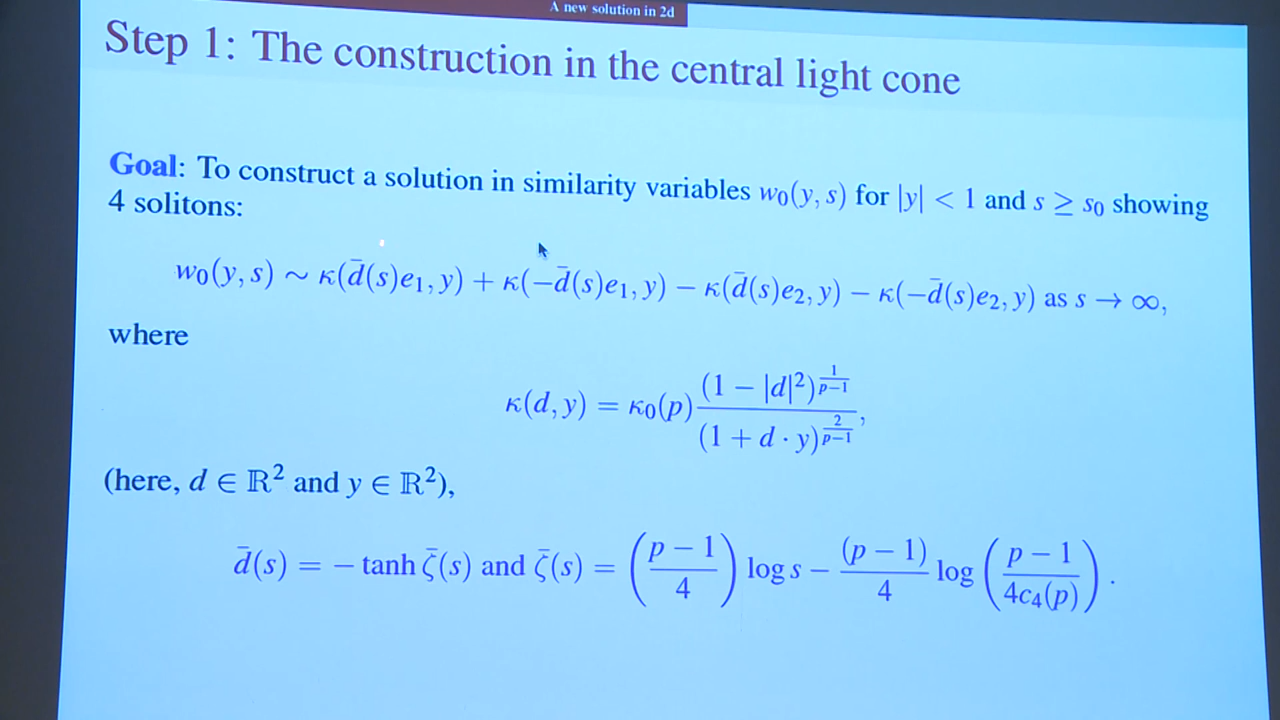 A new solution in 2d
Step 1: The construction in the central light cone
Goal: To construct a solution in similarity variables w₀(y, s) for |y| < 1 and s ≥ s₀ showing
4 solitons:
w₀(y, s) ∼ κ(d̄(s)e₁, y) + κ(−d̄(s)e₁, y) − κ(d̄(s)e₂, y) − κ(−d̄(s)e₂, y) as s → ∞,
where
κ(d, y) = κ₀(p) (1 − |d|²)^{1/(p−1)} / (1 + d · y)^{2/(p−1)},
(here, d ∈ ℝ² and y ∈ ℝ²),
d̄(s) = − tanh ζ̄(s) and ζ̄(s) = ((p − 1)/4) log s − (p − 1)/4 log ((p − 1)/(4c₄(p))).